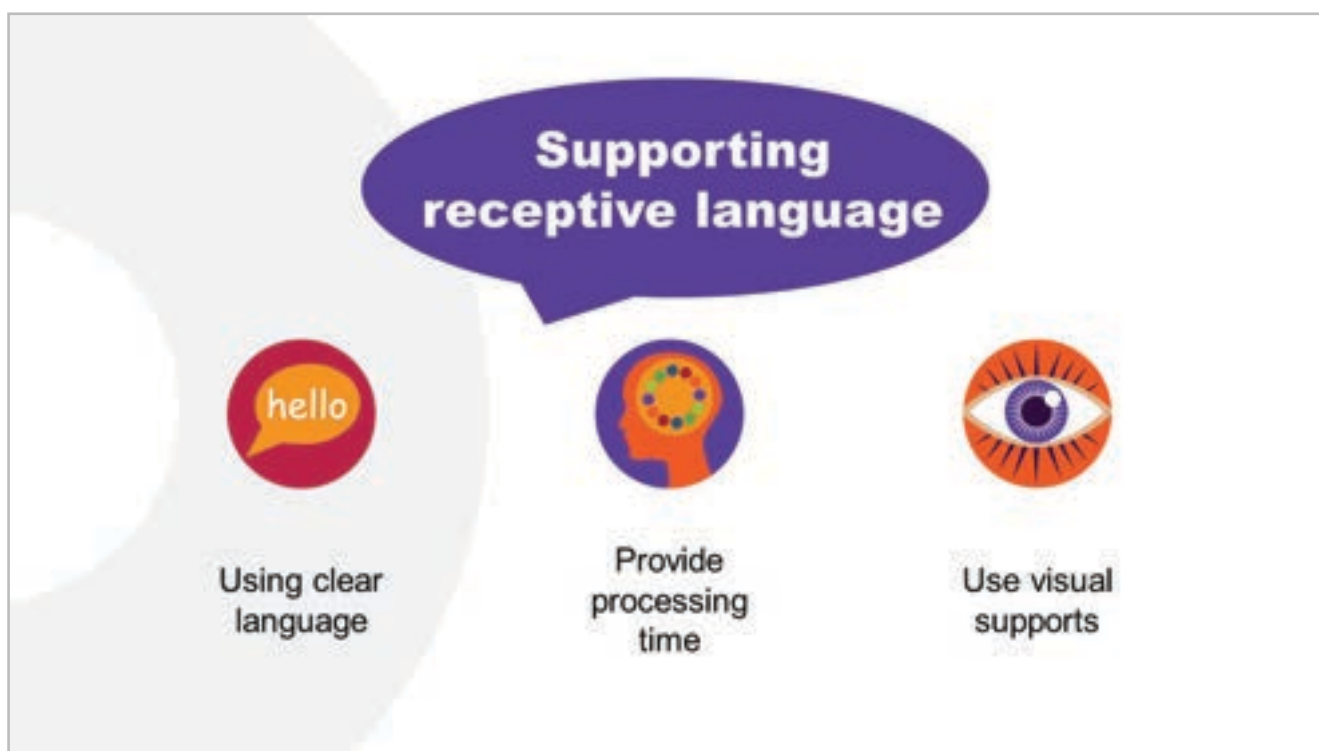 Supporting
receptive language
hello
Using clear
language
Provide
processing
time
Use visual
supports